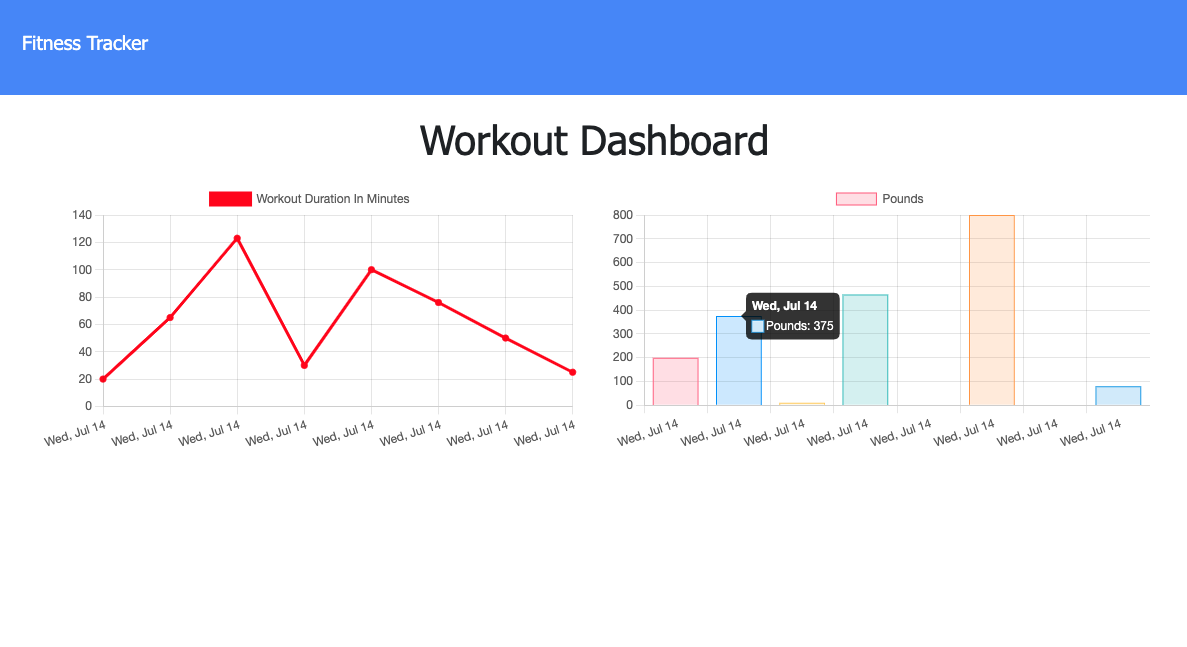 Fitness Tracker
Workout Dashboard
Workout Duration In Minutes
140
120
100
80
60
40
20
0
Wed, Jul 14 Wed, Jul 14 Wed, Jul 14 Wed, Jul 14 Wed, Jul 14 Wed, Jul 14 Wed, Jul 14 Wed, Jul 14
Pounds
800
700
600
500
400
300
200
100
0
Wed, Jul 14
Pounds: 375
Wed, Jul 14 Wed, Jul 14 Wed, Jul 14 Wed, Jul 14 Wed, Jul 14 Wed, Jul 14 Wed, Jul 14 Wed, Jul 14